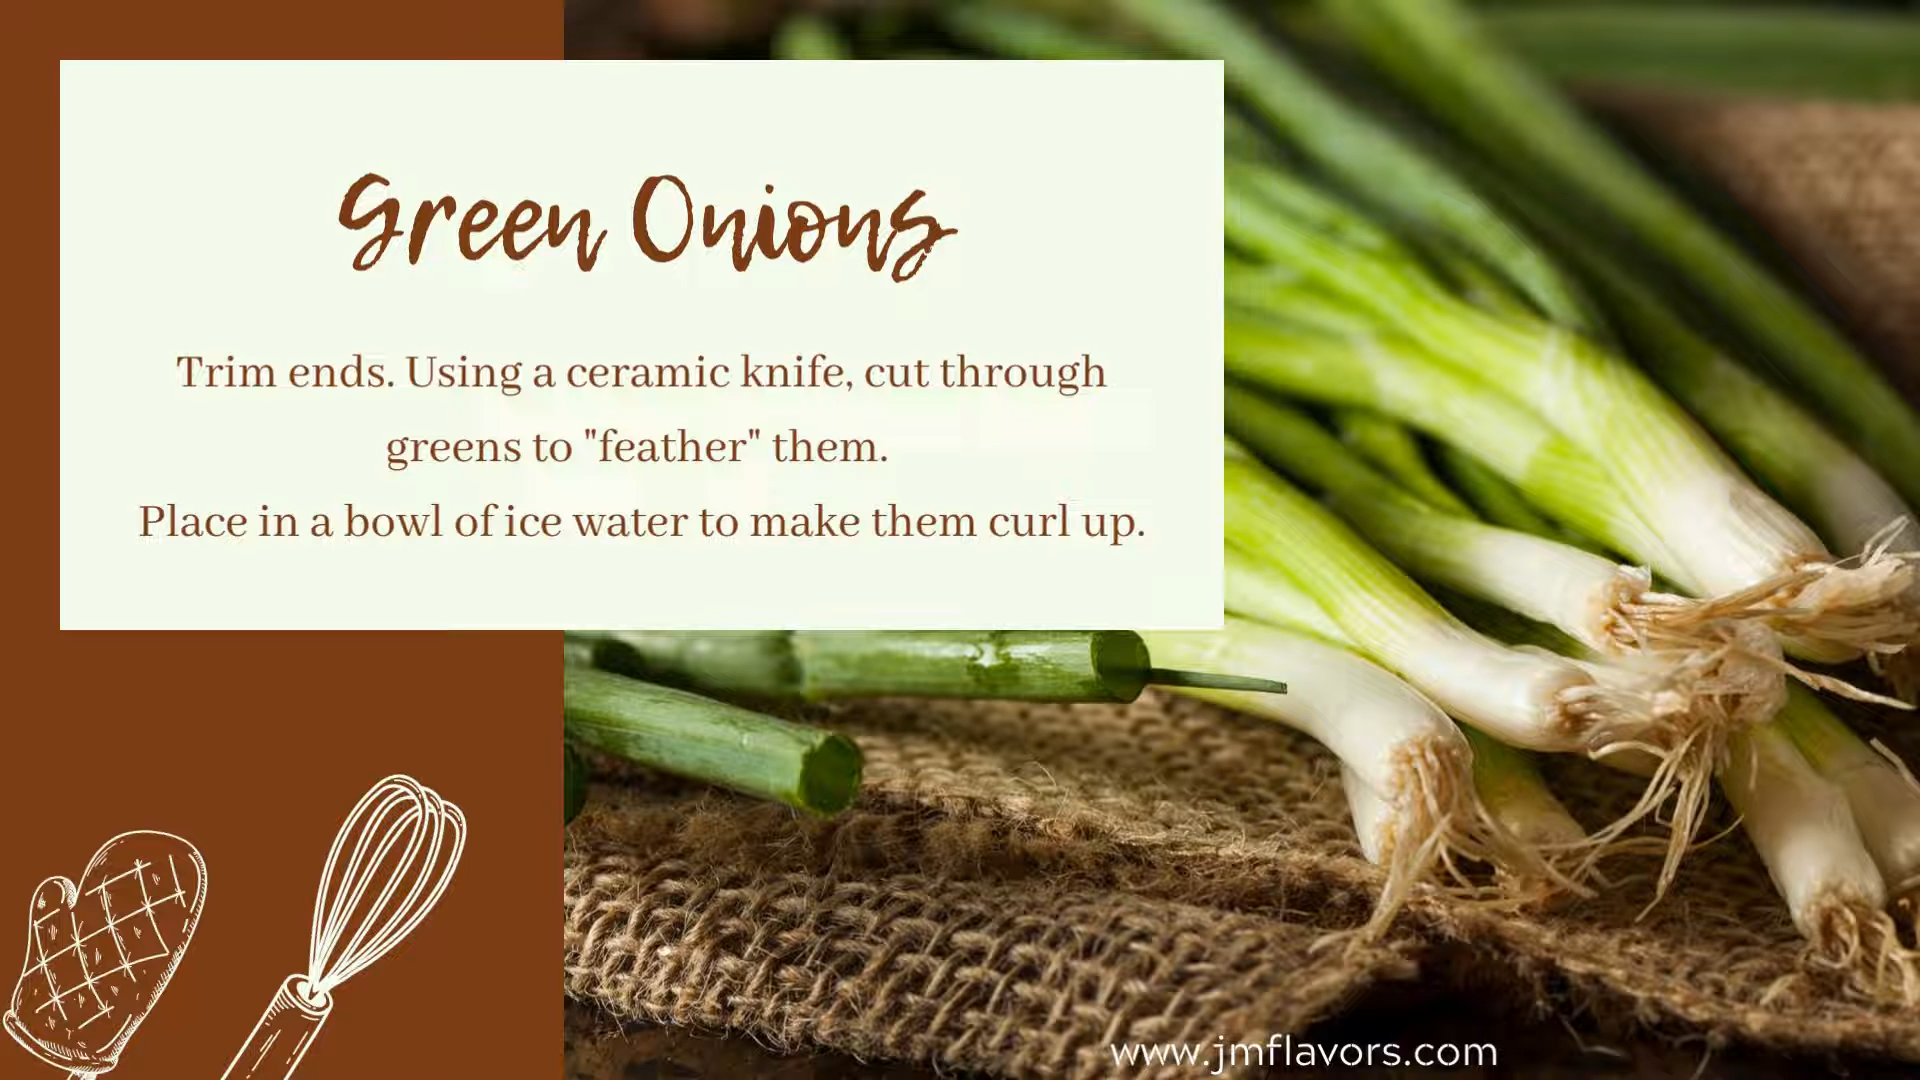 Green Onions
Trim ends. Using a ceramic knife, cut through
greens to "feather" them.
Place in a bowl of ice water to make them curl up.
www.jmflavors.com